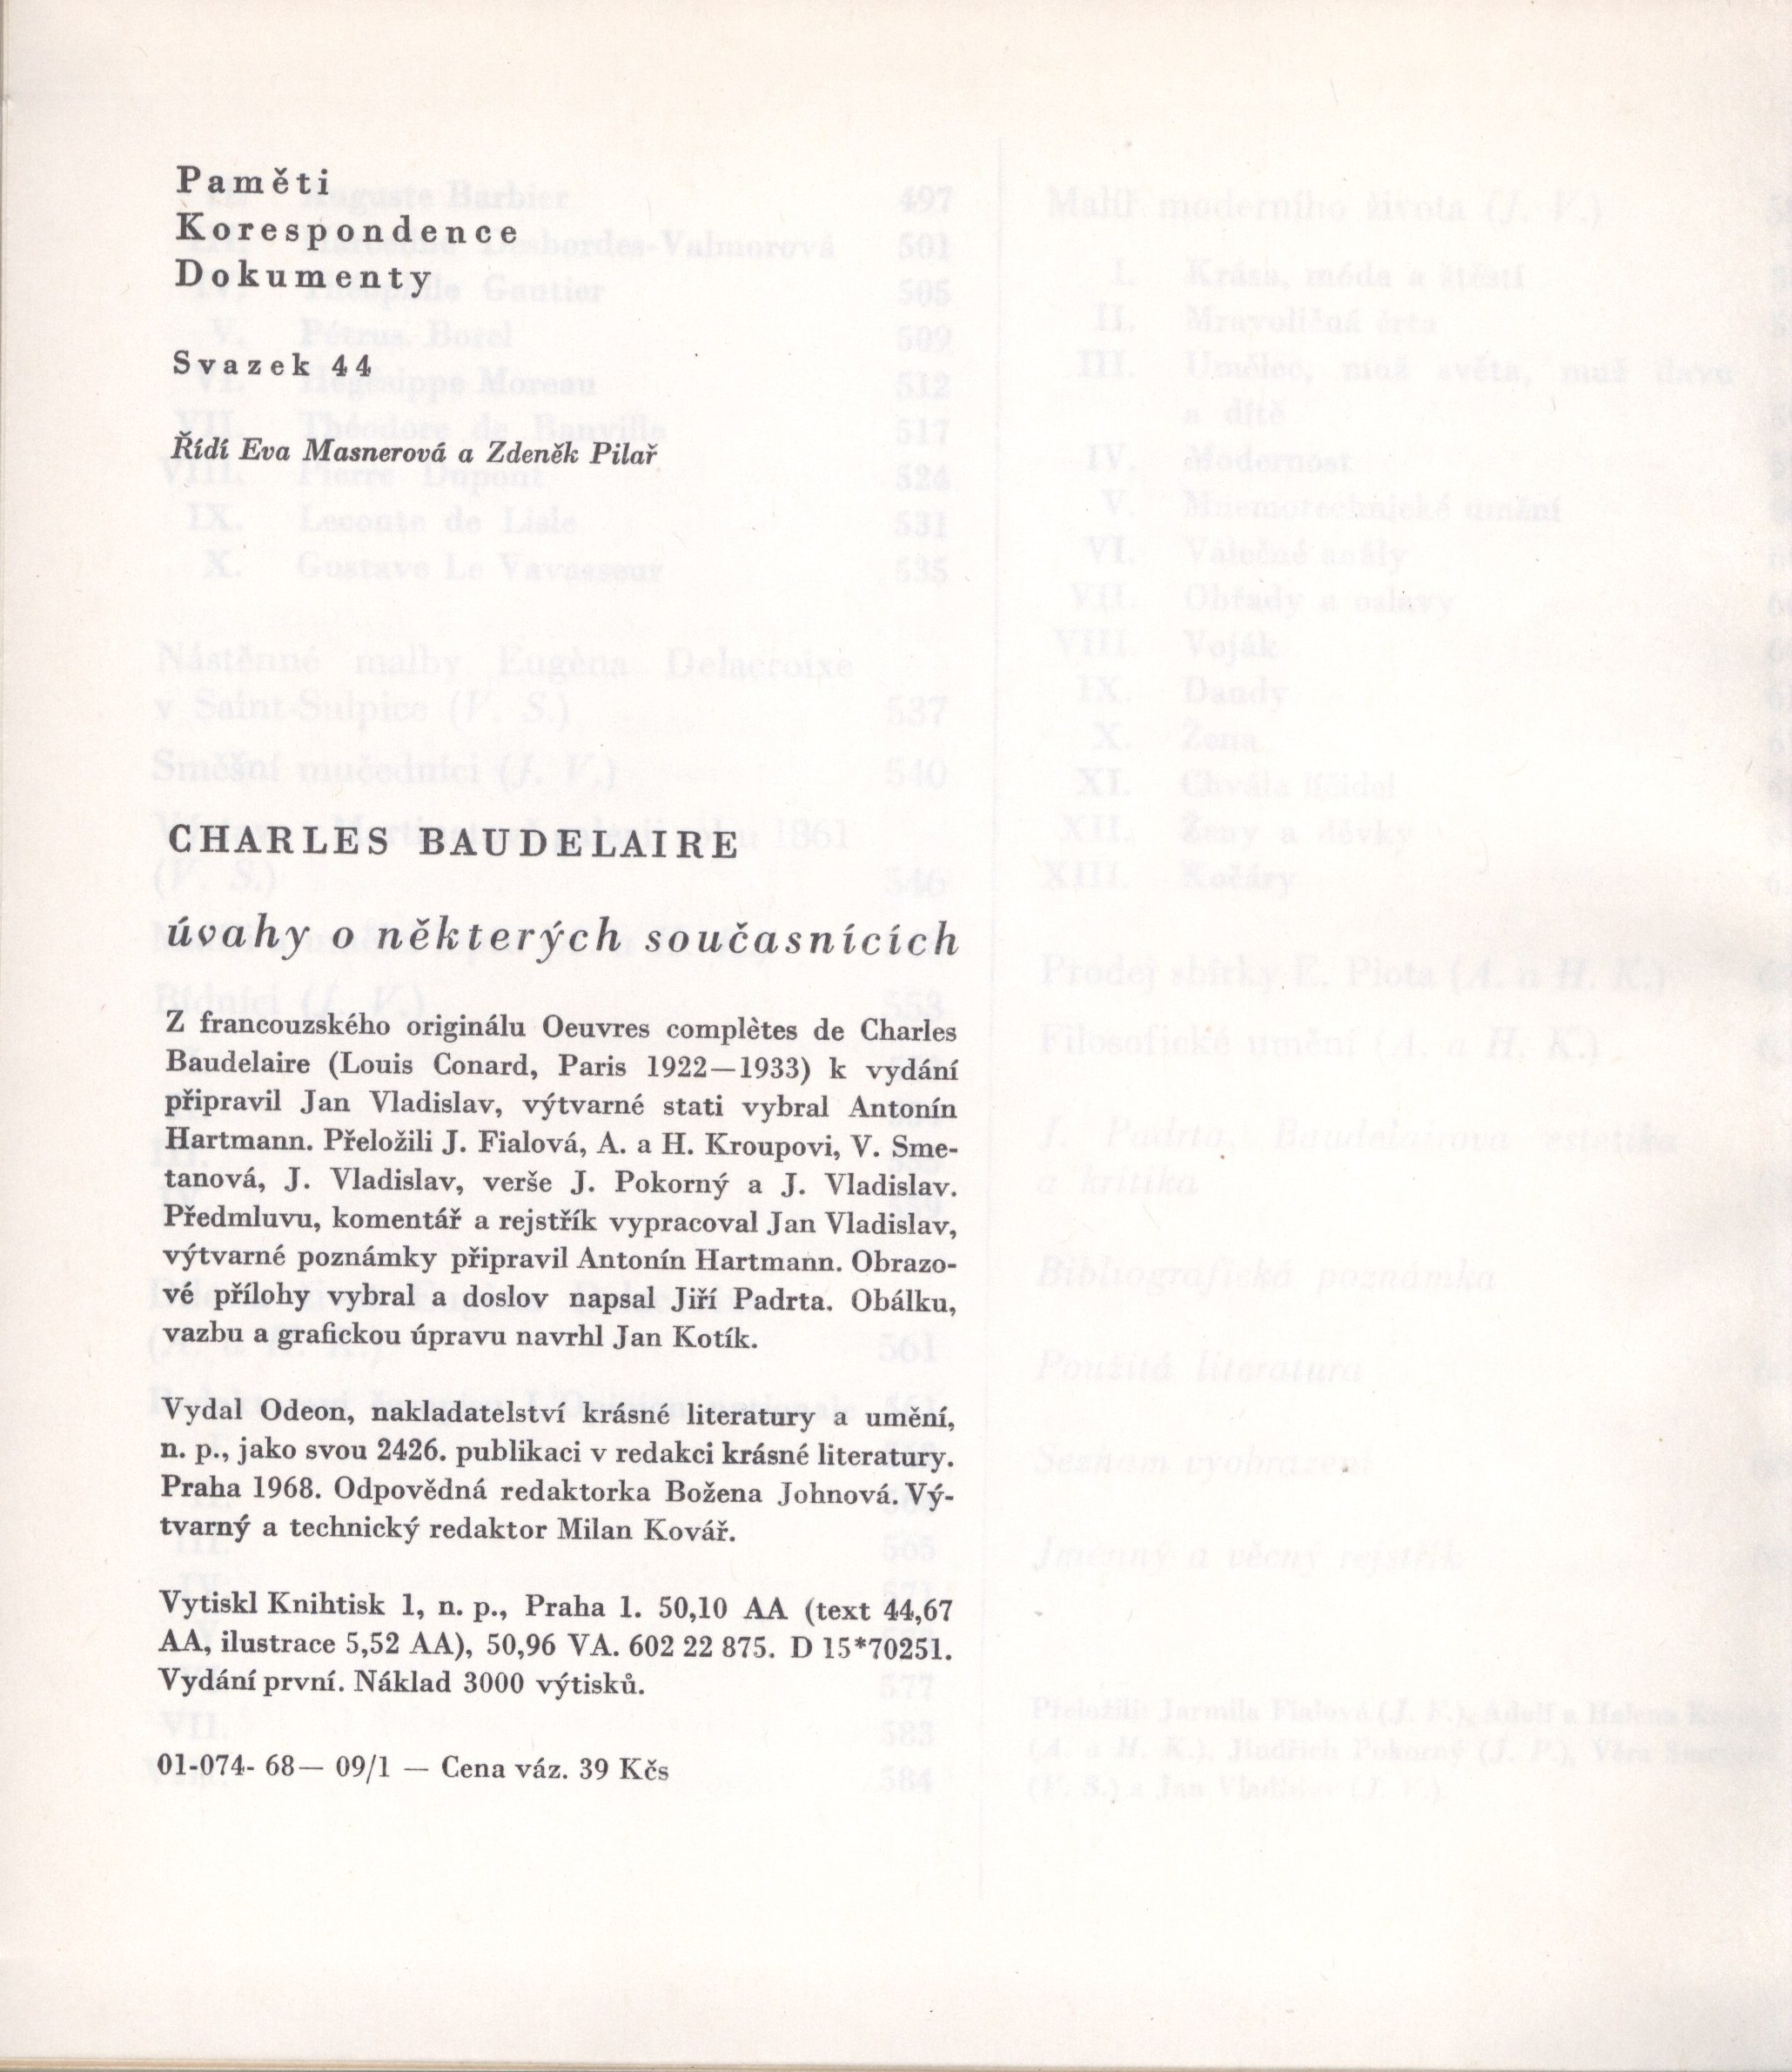 Paměti
Korespondence
Dokumenty
Svazek 44
Řídí Eva Masnerová a Zdeněk Pilař
CHARLES BAUDELAIRE
úvahy o některých současnících
Z francouzského originálu Oeuvres complètes de Charles
Baudelaire (Louis Conard, Paris 1922—1933) k vydání
připravil Jan Vladislav, výtvarné stati vybral Antonín
Hartmann. Přeložili J. Fialová, A. a H. Kroupovi, V. Sme-
tanová, J. Vladislav, verše J. Pokorný a J. Vladislav.
Předmluvu, komentář a rejstřík vypracoval Jan Vladislav,
výtvarné poznámky připravil Antonín Hartmann. Obrazo-
vé přílohy vybral a doslov napsal Jiří Padrta. Obálku,
vazbu a grafickou úpravu navrhl Jan Kotík.
Vydal Odeon, nakladatelství krásné literatury a umění,
n. p., jako svou 2426. publikaci v redakci krásné literatury.
Praha 1968. Odpovědná redaktorka Božena Johnová. Vý-
tvarný a technický redaktor Milan Kovář.
Vytiskl Knihtisk 1, n. p., Praha 1. 50,10 AA (text 44,67
AA, ilustrace 5,52 AA), 50,96 VA. 602 22 875. D 15*70251.
Vydání první. Náklad 3000 výtisků.
01-074- 68— 09/1 — Cena váz. 39 Kčs